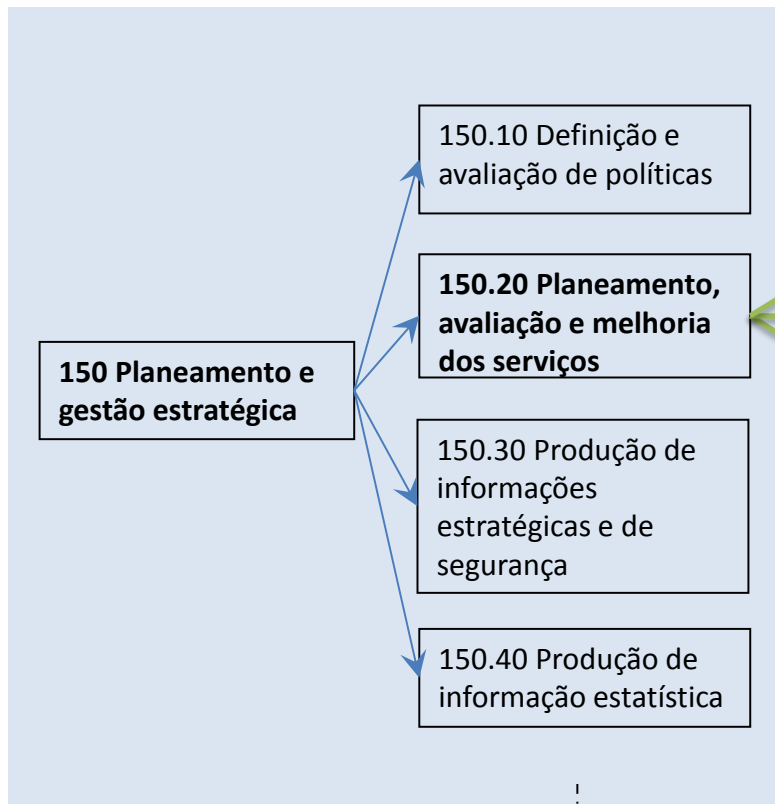 150 Planeamento e
gestão estratégica
150.10 Definição e
avaliação de políticas
150.20 Planeamento,
avaliação e melhoria
dos serviços
150.30 Produção de
informações
estratégicas e de
segurança
150.40 Produção de
informação estatística